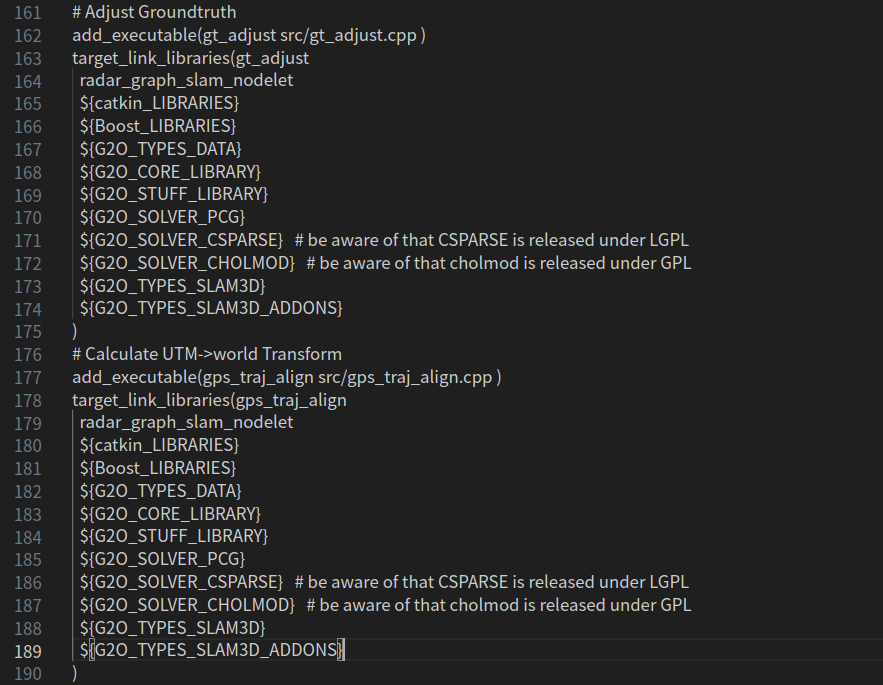 161 # Adjust Groundtruth
162 add_executable(gt_adjust src/gt_adjust.cpp )
163 target_link_libraries(gt_adjust
164 radar_graph_slam_nodelet
165 ${catkin_LIBRARIES}
166 ${Boost_LIBRARIES}
167 ${G2O_TYPES_DATA}
168 ${G2O_CORE_LIBRARY}
169 ${G2O_STUFF_LIBRARY}
170 ${G2O_SOLVER_PCG}
171 ${G2O_SOLVER_CSPARSE} # be aware of that CSPARSE is released under LGPL
172 ${G2O_SOLVER_CHOLMOD} # be aware of that cholmod is released under GPL
173 ${G2O_TYPES_SLAM3D}
174 ${G2O_TYPES_SLAM3D_ADDONS}
175 )
176 # Calculate UTM->world Transform
177 add_executable(gps_traj_align src/gps_traj_align.cpp )
178 target_link_libraries(gps_traj_align
179 radar_graph_slam_nodelet
180 ${catkin_LIBRARIES}
181 ${Boost_LIBRARIES}
182 ${G2O_TYPES_DATA}
183 ${G2O_CORE_LIBRARY}
184 ${G2O_STUFF_LIBRARY}
185 ${G2O_SOLVER_PCG}
186 ${G2O_SOLVER_CSPARSE} # be aware of that CSPARSE is released under LGPL
187 ${G2O_SOLVER_CHOLMOD} # be aware of that cholmod is released under GPL
188 ${G2O_TYPES_SLAM3D}
189 ${G2O_TYPES_SLAM3D_ADDONS}
190 )